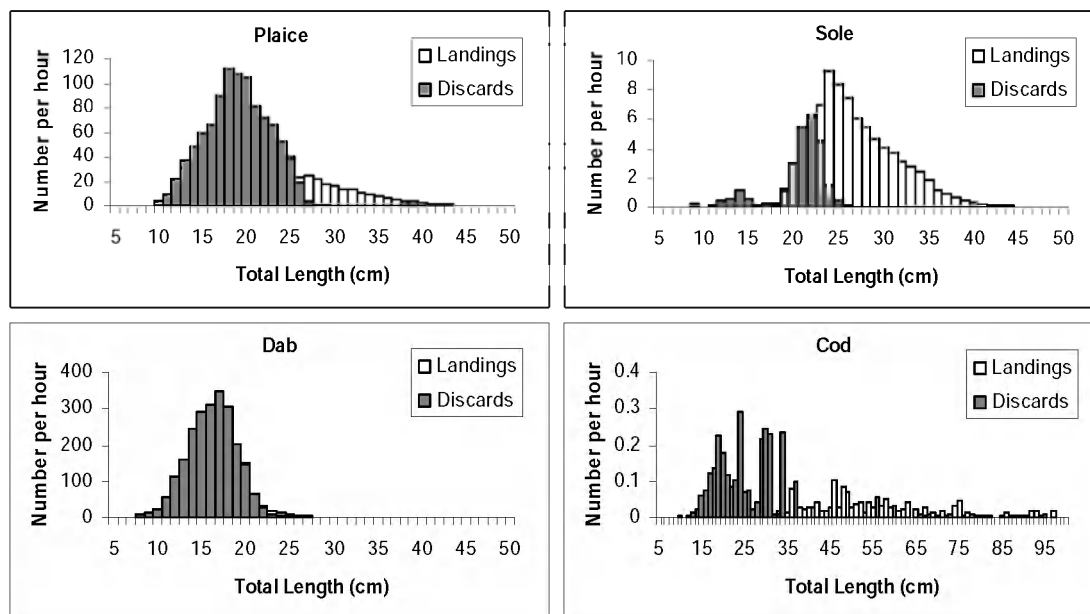 Plaice
Number per hour
120
100
80
60
40
20
0
Landings
Discards
5 10 15 20 25 30 35 40 45 50
Total Length (cm)
Sole
Number per hour
10
8
6
4
2
0
Landings
Discards
5 10 15 20 25 30 35 40 45 50
Total Length (cm)
Dab
Number per hour
400
300
200
100
0
Landings
Discards
5 10 15 20 25 30 35 40 45 50
Total Length (cm)
Cod
Number per hour
0.4
0.3
0.2
0.1
0
Landings
Discards
5 15 25 35 45 55 65 75 85 95
Total Length (cm)